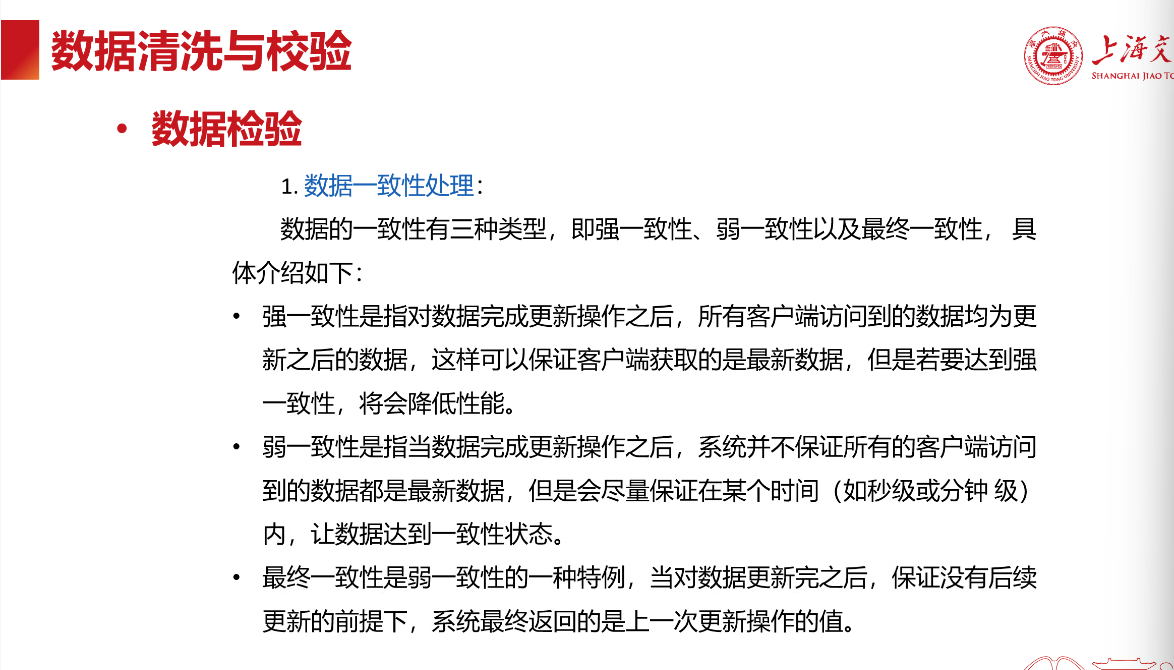 数据清洗与校验
上海交
SHANGHAI JIAO TO
• 数据检验
1. 数据一致性处理：
数据的一致性有三种类型，即强一致性、弱一致性以及最终一致性， 具
体介绍如下：
• 强一致性是指对数据完成更新操作之后，所有客户端访问到的数据均为更
新之后的数据，这样可以保证客户端获取的是最新数据，但是若要达到强
一致性，将会降低性能。
• 弱一致性是指当数据完成更新操作之后，系统并不保证所有的客户端访问
到的数据都是最新数据，但是会尽量保证在某个时间（如秒级或分钟 级）
内，让数据达到一致性状态。
• 最终一致性是弱一致性的一种特例，当对数据更新完之后，保证没有后续
更新的前提下，系统最终返回的是上一次更新操作的值。